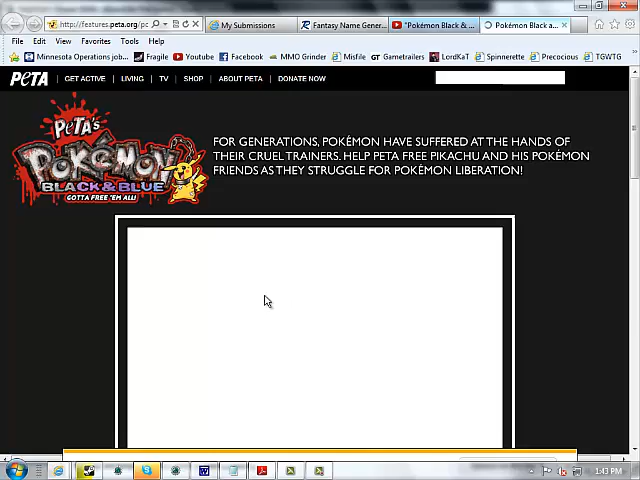 http://features.peta.org/pc
My Submissions
Fantasy Name Gener...
"Pokémon Black & ...
Pokémon Black a...
File Edit View Favorites Tools Help
Minnesota Operations job... Fragile Youtube Facebook MMO Grinder Misfile Gametrailers LordKaT Spinnerette Precocious TGWTG
PETA GET ACTIVE LIVING TV SHOP ABOUT PETA DONATE NOW
PETA's
POKÉMON
BLACK & BLUE
GOTTA FREE 'EM ALL!
FOR GENERATIONS, POKÉMON HAVE SUFFERED AT THE HANDS OF
THEIR CRUEL TRAINERS. HELP PETA FREE PIKACHU AND HIS POKÉMON
FRIENDS AS THEY STRUGGLE FOR POKÉMON LIBERATION!
1:43 PM